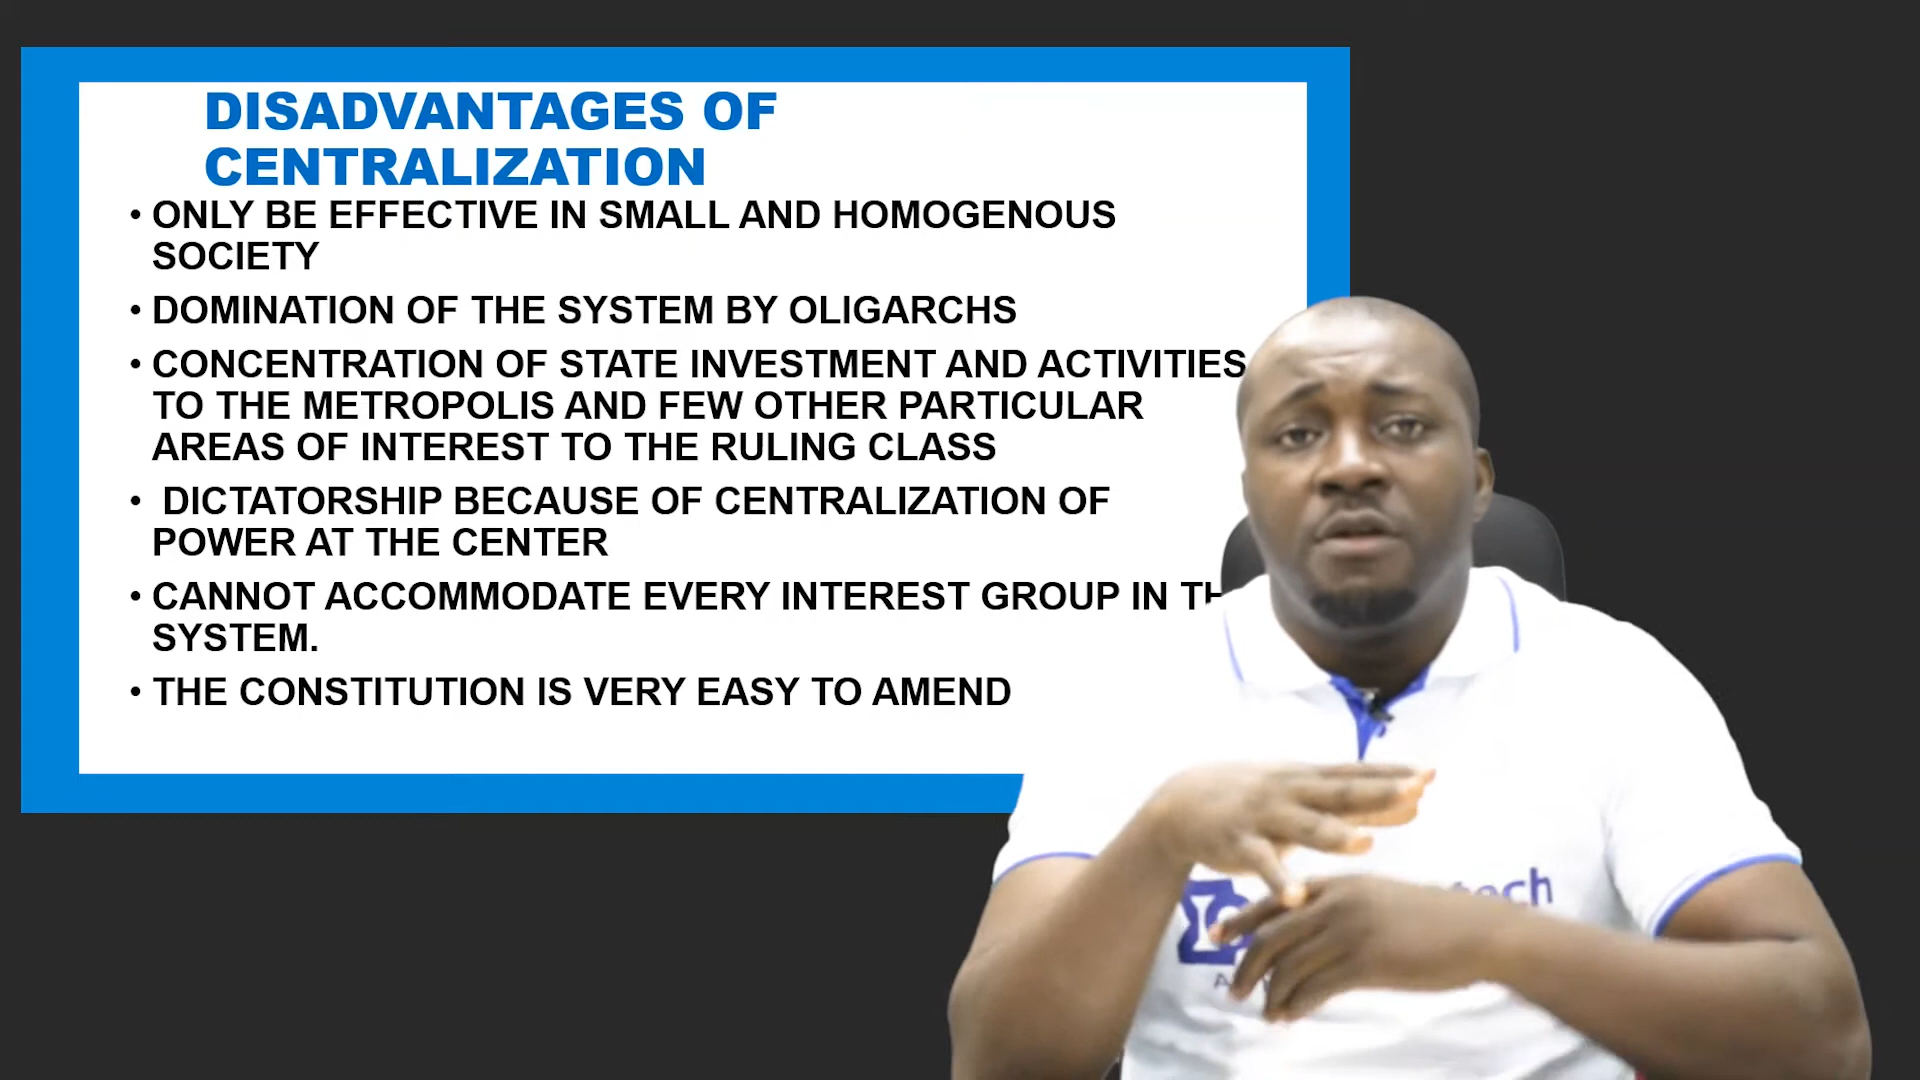 DISADVANTAGES OF
CENTRALIZATION
• ONLY BE EFFECTIVE IN SMALL AND HOMOGENOUS
SOCIETY
• DOMINATION OF THE SYSTEM BY OLIGARCHS
• CONCENTRATION OF STATE INVESTMENT AND ACTIVITIES
TO THE METROPOLIS AND FEW OTHER PARTICULAR
AREAS OF INTEREST TO THE RULING CLASS
• DICTATORSHIP BECAUSE OF CENTRALIZATION OF
POWER AT THE CENTER
• CANNOT ACCOMMODATE EVERY INTEREST GROUP IN
SYSTEM.
• THE CONSTITUTION IS VERY EASY TO AMEND